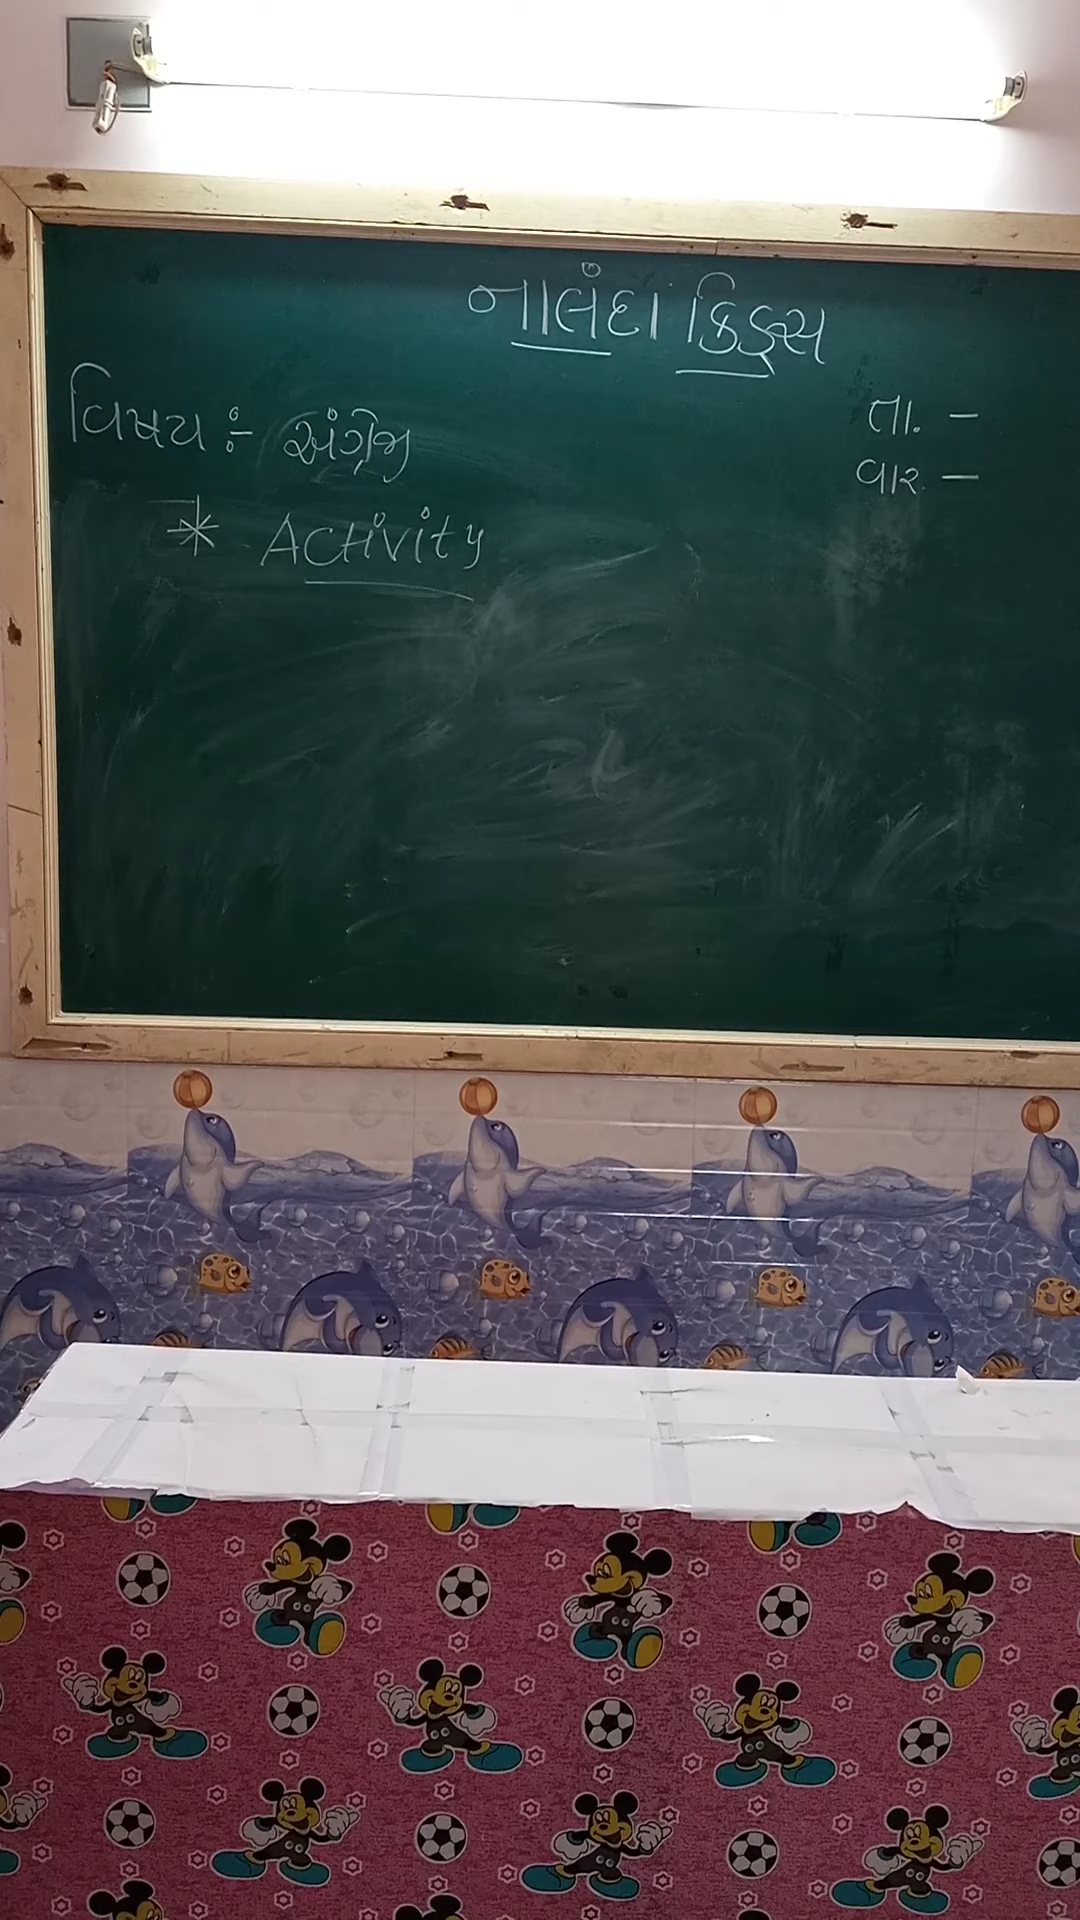 નાલંદા કિડ્સ
વિષય :- અંગ્રેજી
તા. -
વાર. -
* Activity